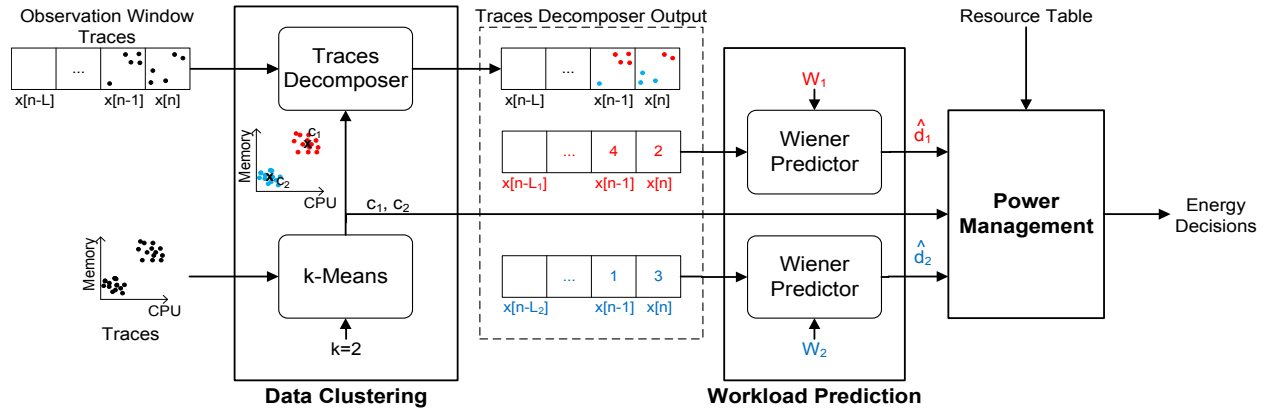 Observation Window
Traces
...
x[n-L]
x[n-1]
x[n]
Traces
Decomposer
Memory
CPU
c1
c2
c1, c2
Memory
CPU
Traces
k-Means
k=2
Data Clustering
Traces Decomposer Output
...
x[n-L]
x[n-1]
x[n]
...
4
2
x[n-L1]
x[n-1]
x[n]
...
1
3
x[n-L2]
x[n-1]
x[n]
W1
Wiener
Predictor
d̂1
Wiener
Predictor
d̂2
W2
Workload Prediction
Resource Table
Power
Management
Energy
Decisions